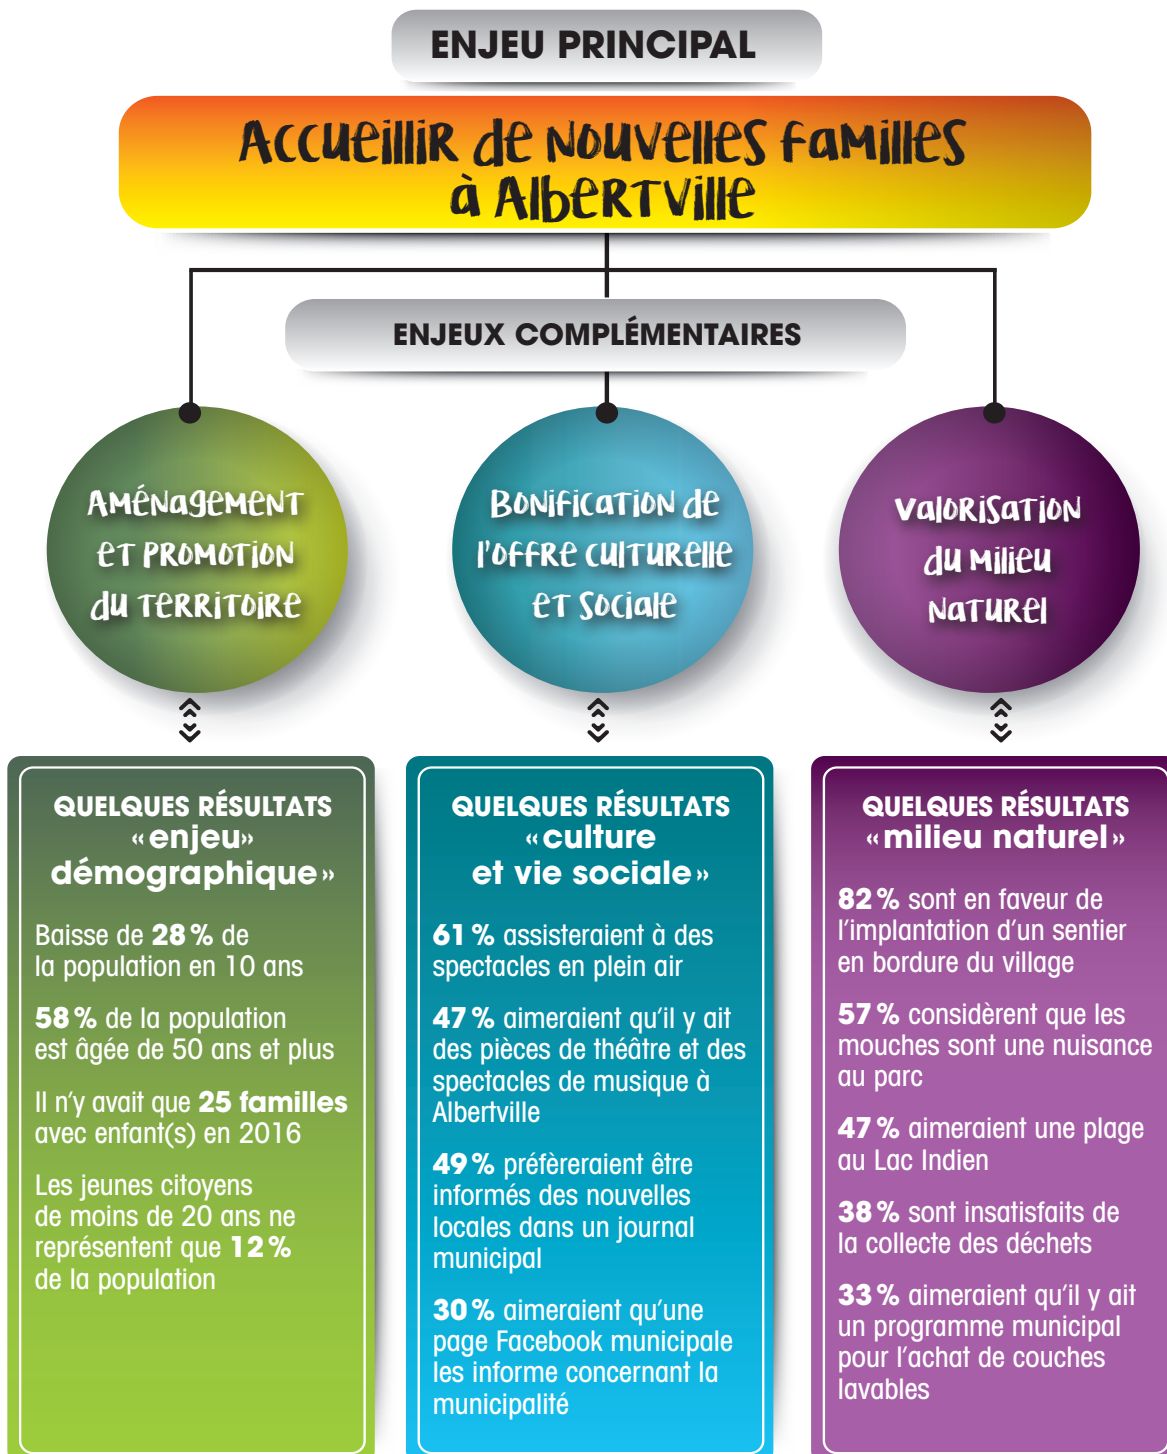 ENJEU PRINCIPAL
Accueillir de nouvelles familles
à Albertville
ENJEUX COMPLÉMENTAIRES
Aménagement
et promotion
du territoire
Bonification de
l'offre culturelle
et sociale
Valorisation
du milieu
naturel
QUELQUES RÉSULTATS
«enjeu»
démographique»
Baisse de 28 % de
la population en 10 ans
58 % de la population
est âgée de 50 ans et plus
Il n'y avait que 25 familles
avec enfant(s) en 2016
Les jeunes citoyens
de moins de 20 ans ne
représentent que 12 %
de la population
QUELQUES RÉSULTATS
«culture
et vie sociale»
61 % assisteraient à des
spectacles en plein air
47 % aimeraient qu'il y ait
des pièces de théâtre et des
spectacles de musique à
Albertville
49 % préfèreraient être
informés des nouvelles
locales dans un journal
municipal
30 % aimeraient qu'une
page Facebook municipale
les informe concernant la
municipalité
QUELQUES RÉSULTATS
«milieu naturel»
82 % sont en faveur de
l'implantation d'un sentier
en bordure du village
57 % considèrent que les
mouches sont une nuisance
au parc
47 % aimeraient une plage
au Lac Indien
38 % sont insatisfaits de
la collecte des déchets
33 % aimeraient qu'il y ait
un programme municipal
pour l'achat de couches
lavables